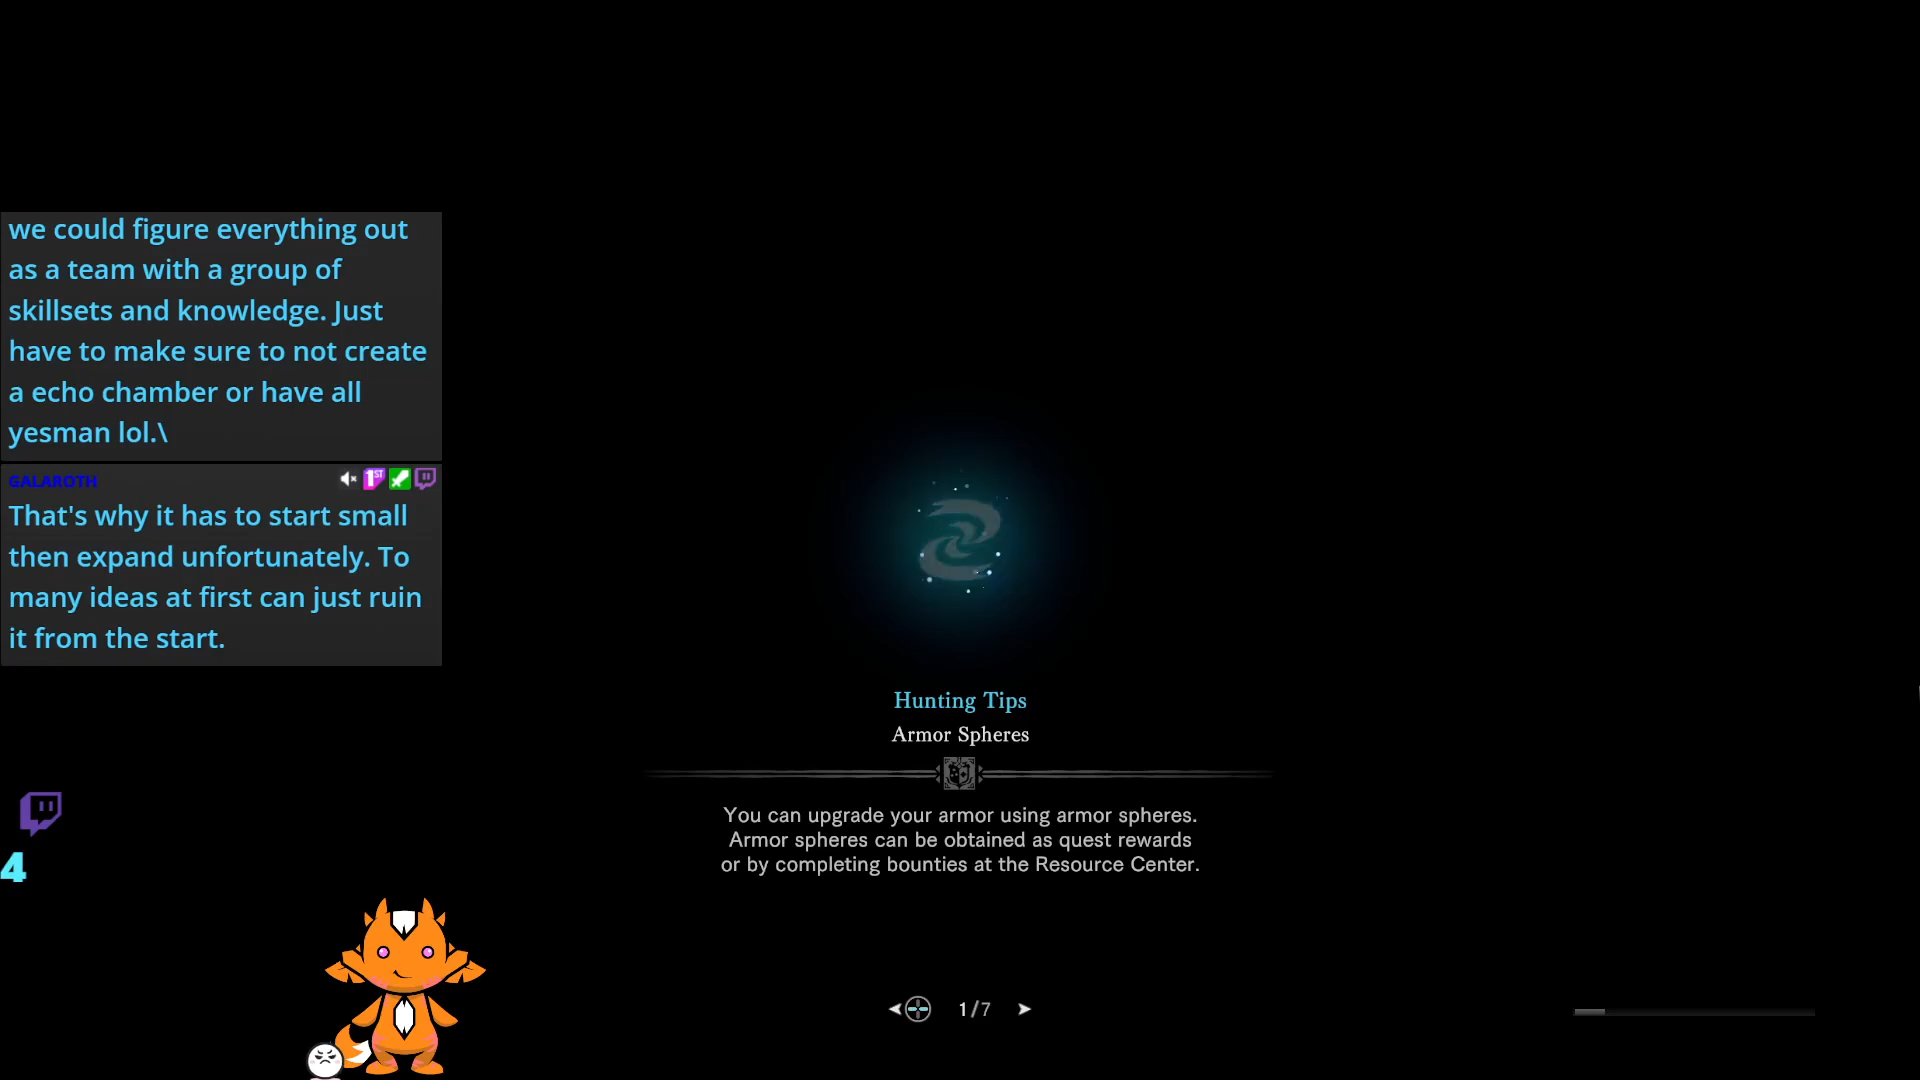 we could figure everything out
as a team with a group of
skillsets and knowledge. Just
have to make sure to not create
a echo chamber or have all
yesman lol.\
GALAROTH
1ST
That's why it has to start small
then expand unfortunately. To
many ideas at first can just ruin
it from the start.
4
Hunting Tips
Armor Spheres
You can upgrade your armor using armor spheres.
Armor spheres can be obtained as quest rewards
or by completing bounties at the Resource Center.
1/7